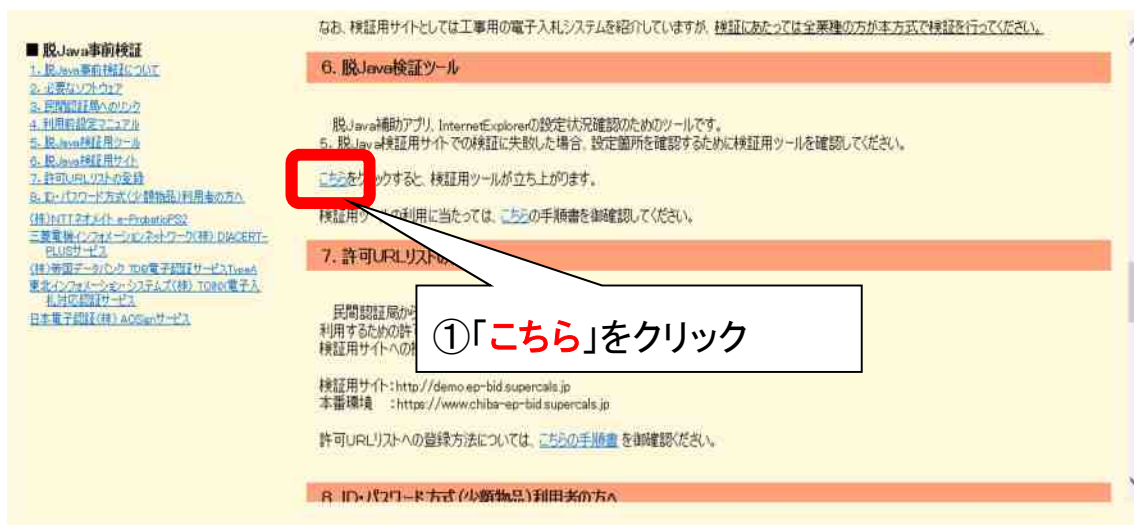 ■ 脱Java事前検証
1. 脱Java事前検証について
2. 必要なソフトウェア
3. 民間認証局へのリンク
4. 利用前設定マニュアル
5. 脱Java検証用ツール
6. 脱Java検証用サイト
7. 許可URLリストの登録
8. ID・パスワード方式(少額物品)利用者の方へ
(株)NTTネオメイト e-ProbatioPS2
三菱電機インフォメーションネットワーク(株) DIACERT-
PLUSサービス
(株)帝国データバンク TDB電子認証サービスTypeA
東北インフォメーション・システムズ(株) TOiNX電子入
札対応認証サービス
日本電子認証(株) AOSignサービス
なお、検証用サイトとしては工事用の電子入札システムを紹介していますが、検証にあたっては全業種の方が本方式で検証を行ってください。
6. 脱Java検証ツール
脱Java補助アプリ, InternetExplorerの設定状況確認のためのツールです。
5. 脱Java検証用サイトでの検証に失敗した場合、設定箇所を確認するために検証用ツールを確認してください。
こちらをクリックすると、検証用ツールが立ち上がります。
検証用ツールの利用に当たっては、こちらの手順書を御確認してください。
7. 許可URLリストの
民間認証局から
利用するための許
検証用サイトへの
①「こちら」をクリック
検証用サイト:http://demo.ep-bid.supercals.jp
本番環境 :https://www.chiba-ep-bid.supercals.jp
許可URLリストへの登録方法については、こちらの手順書 を御確認ください。
8. ID・パスワード方式(少額物品)利用者の方へ